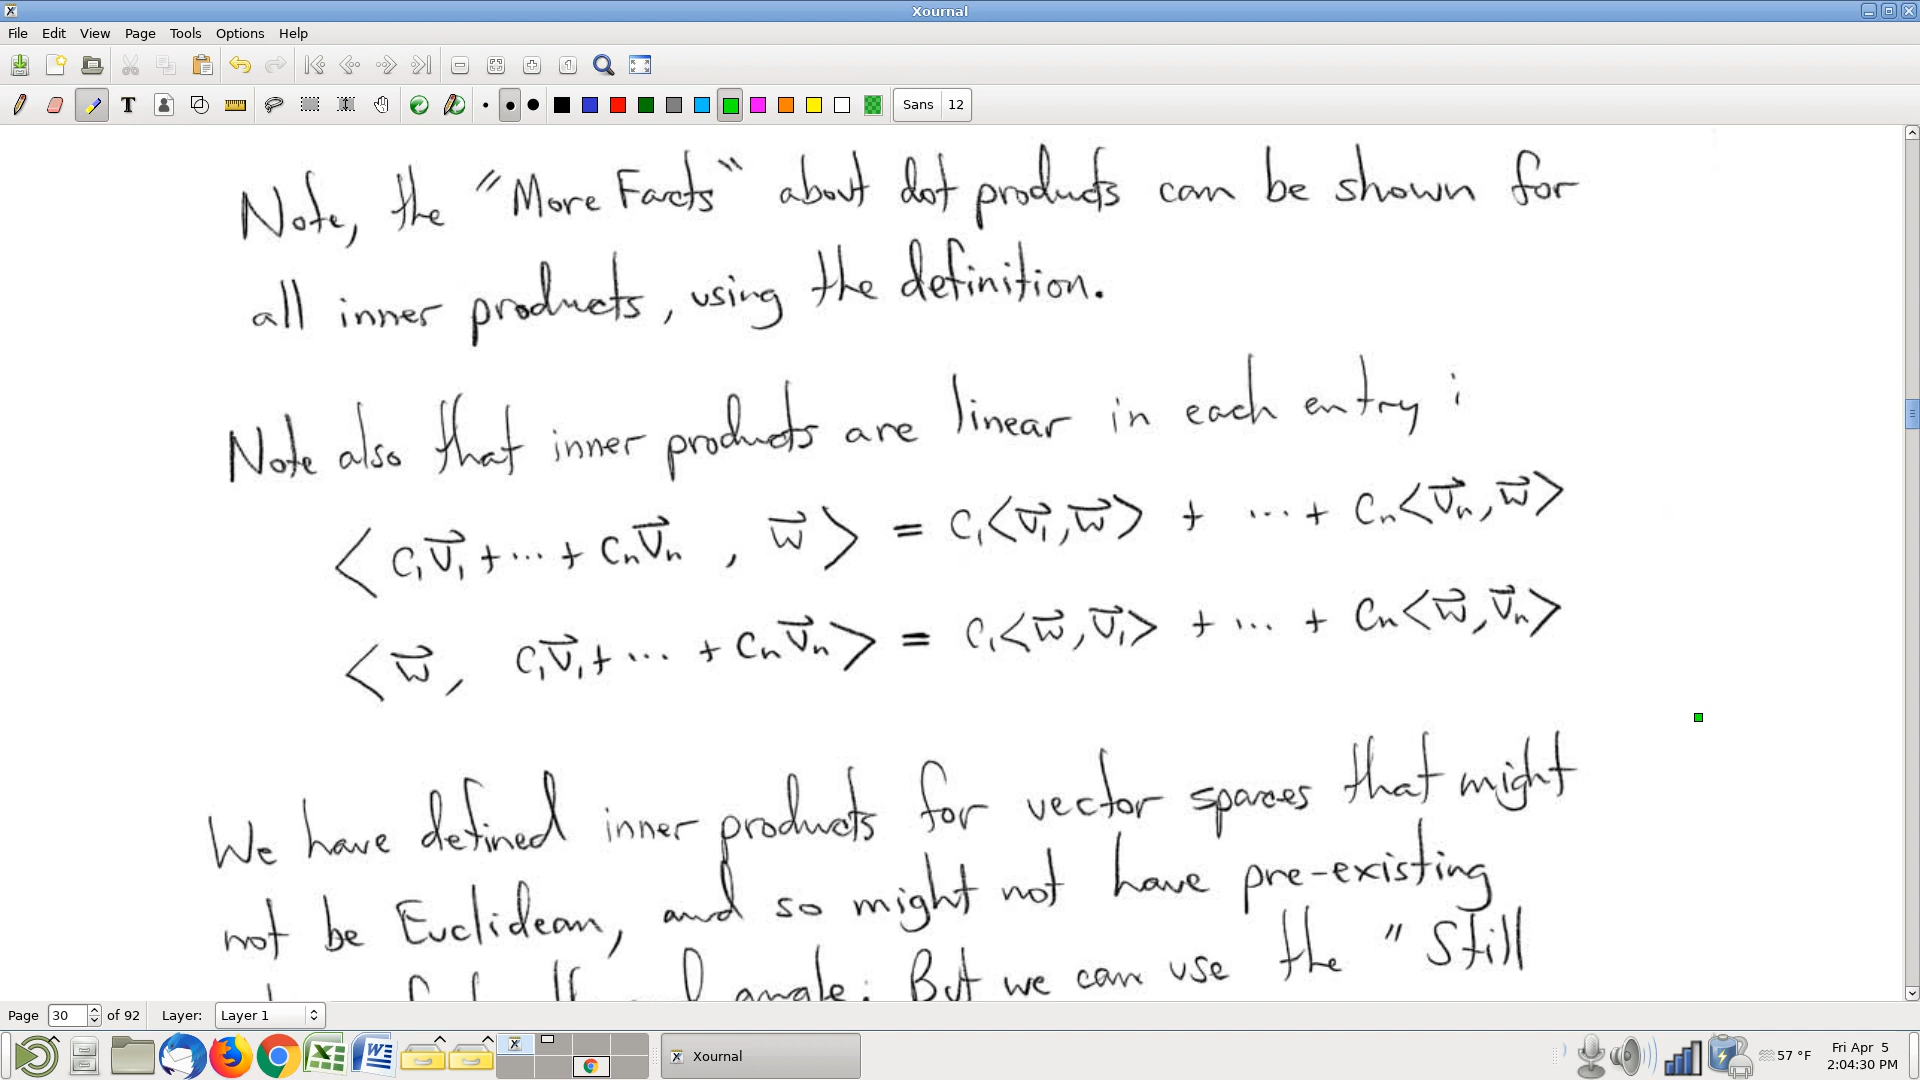 Xournal
File Edit View Page Tools Options Help
Sans 12
Note, the "More Facts" about dot products can be shown for
all inner products, using the definition.
Note also that inner products are linear in each entry :
⟨ c₁v⃗₁ + ... + cₙv⃗ₙ , w⃗ ⟩ = c₁⟨v⃗₁, w⃗⟩ + ... + cₙ⟨v⃗ₙ, w⃗⟩
⟨ w⃗, c₁v⃗₁ + ... + cₙv⃗ₙ ⟩ = c₁⟨w⃗, v⃗₁⟩ + ... + cₙ⟨w⃗, v⃗ₙ⟩
We have defined inner products for vector spaces that might
not be Euclidean, and so might not have pre-existing
angle. But we can use the "Still
Page 30 of 92 Layer: Layer 1
Xournal
57 °F
Fri Apr 5
2:04:30 PM